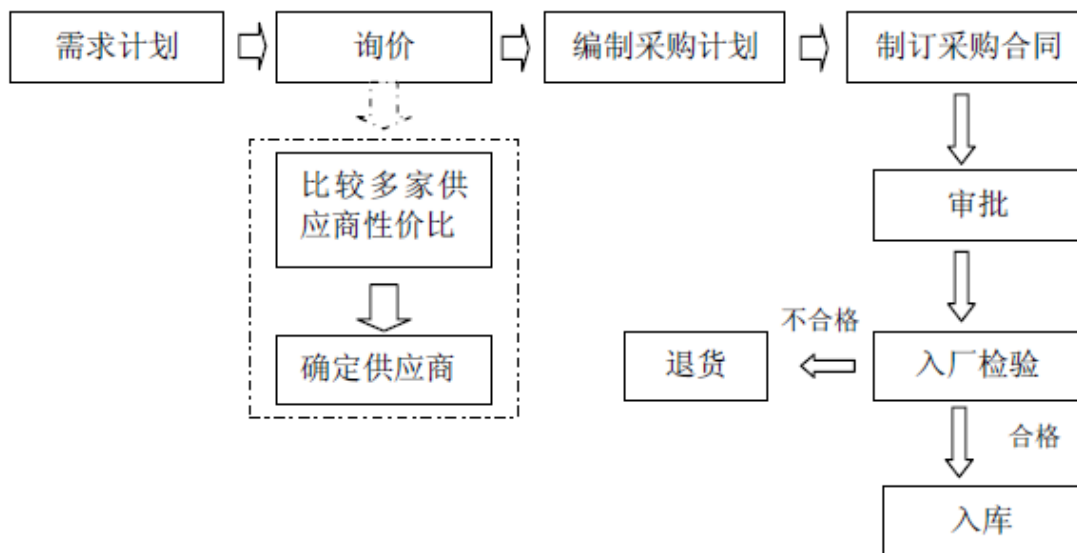 需求计划
询价
编制采购计划
制订采购合同
比较多家供
应商性价比
审批
确定供应商
不合格
退货
入厂检验
合格
入库